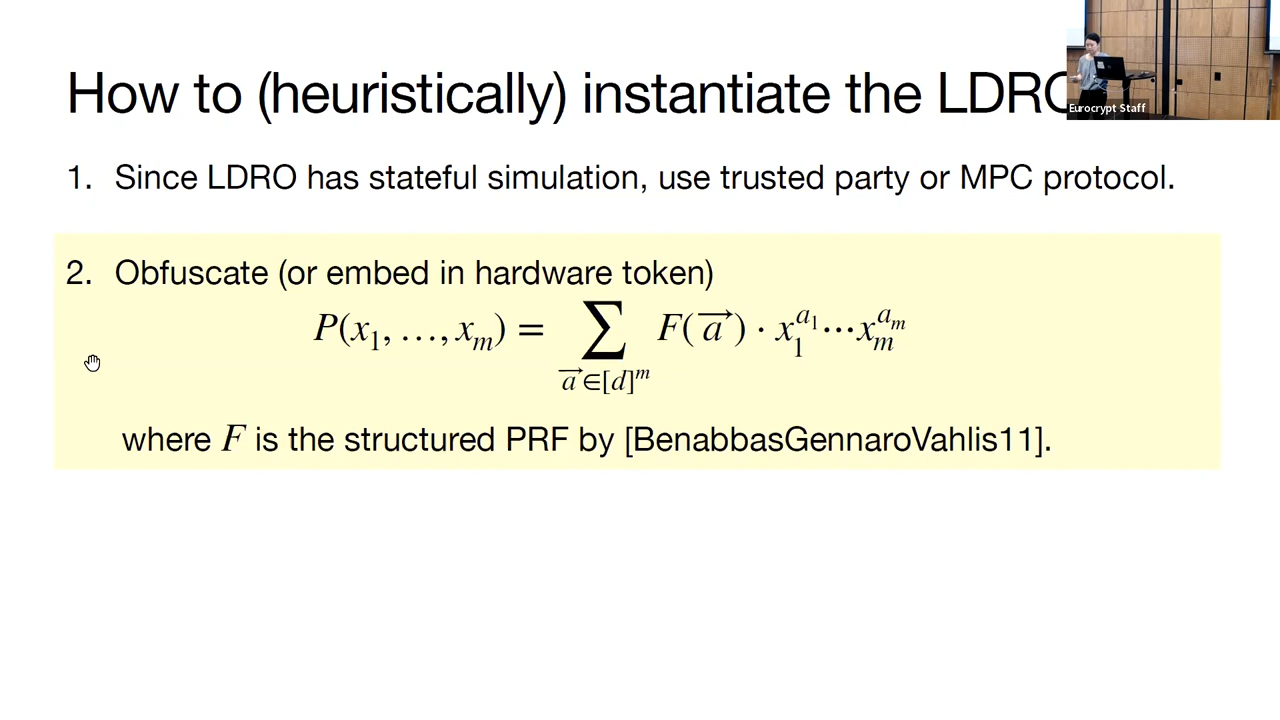 How to (heuristically) instantiate the LDRO
Eurocrypt Staff
1. Since LDRO has stateful simulation, use trusted party or MPC protocol.
2. Obfuscate (or embed in hardware token)
P(x₁, …, xₘ) = ∑_{a⃗∈[d]ᵐ} F(a⃗) · x₁^{a₁}⋯xₘ^{aₘ}
where F is the structured PRF by [BenabbasGennaroVahlis11].